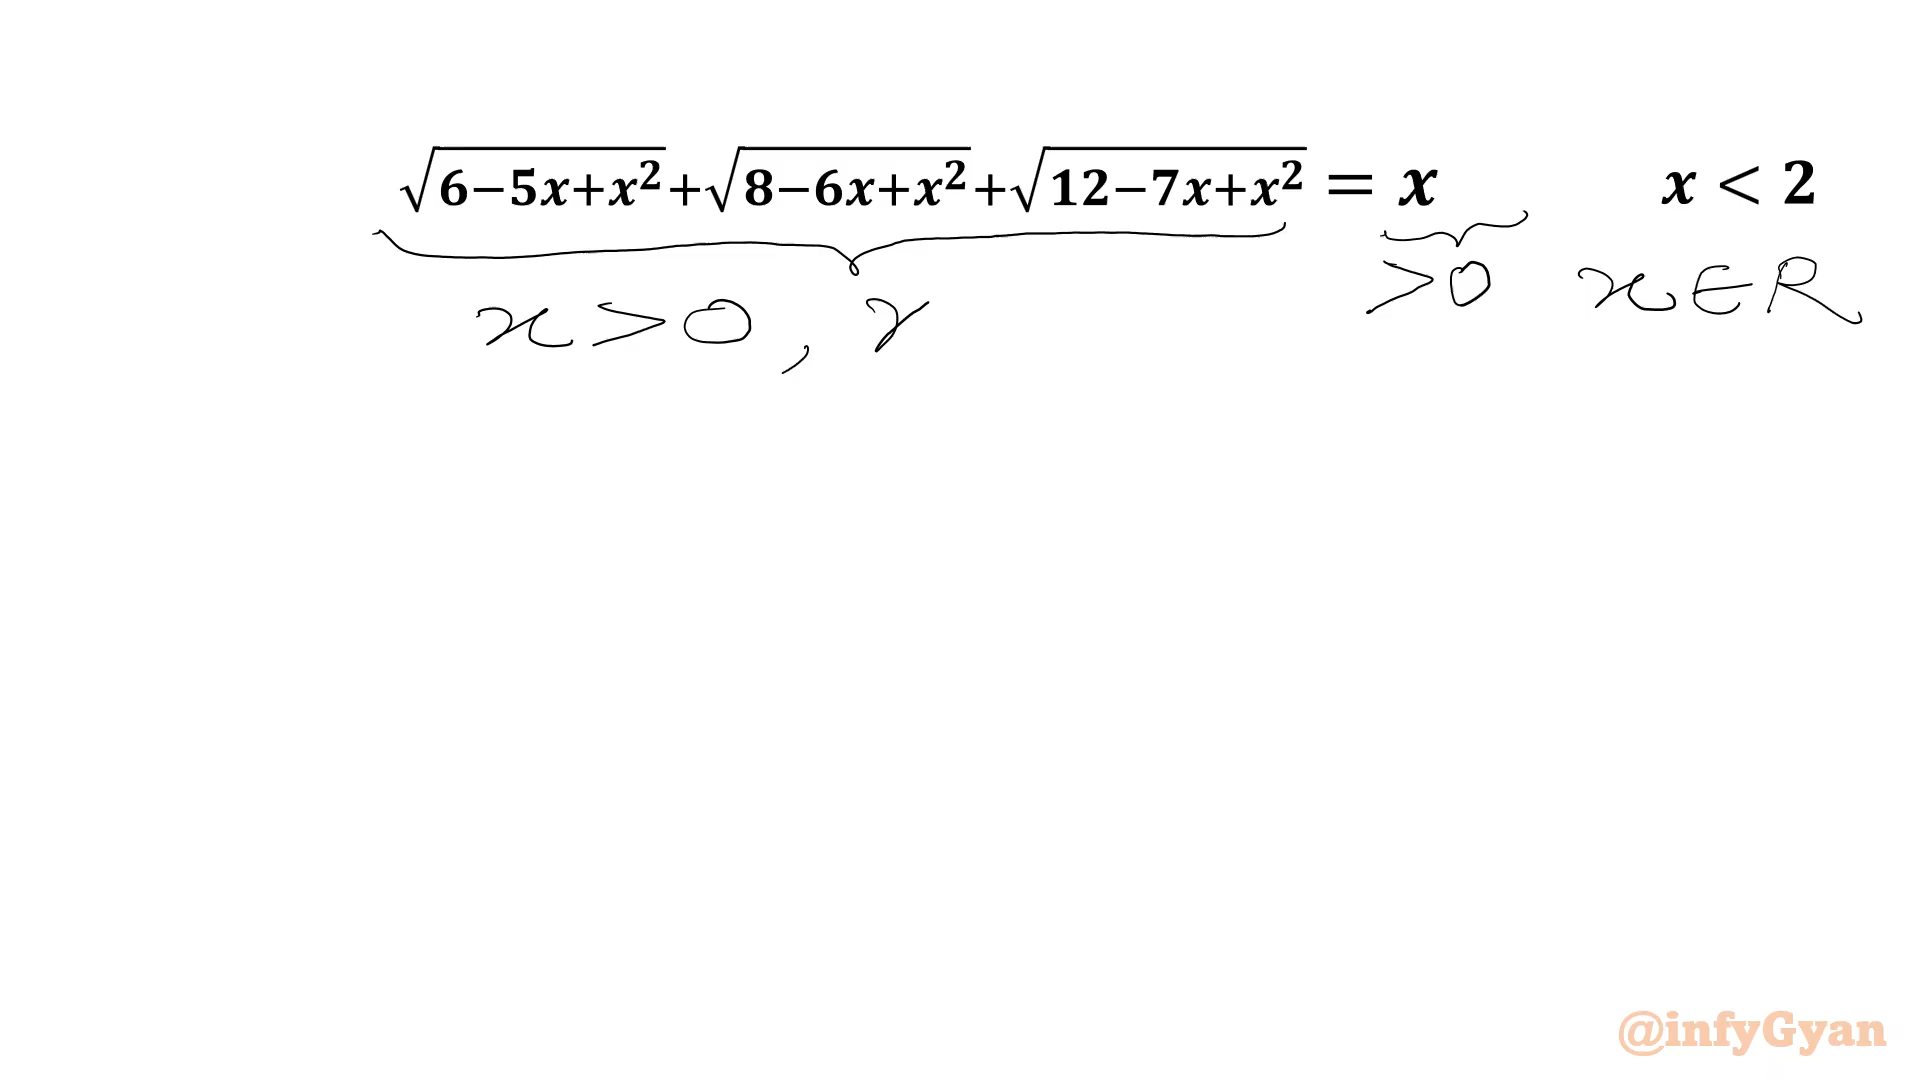 √(6−5x+x²)+√(8−6x+x²)+√(12−7x+x²) = x x < 2
>0 x∈R
x>0,
@infyGyan